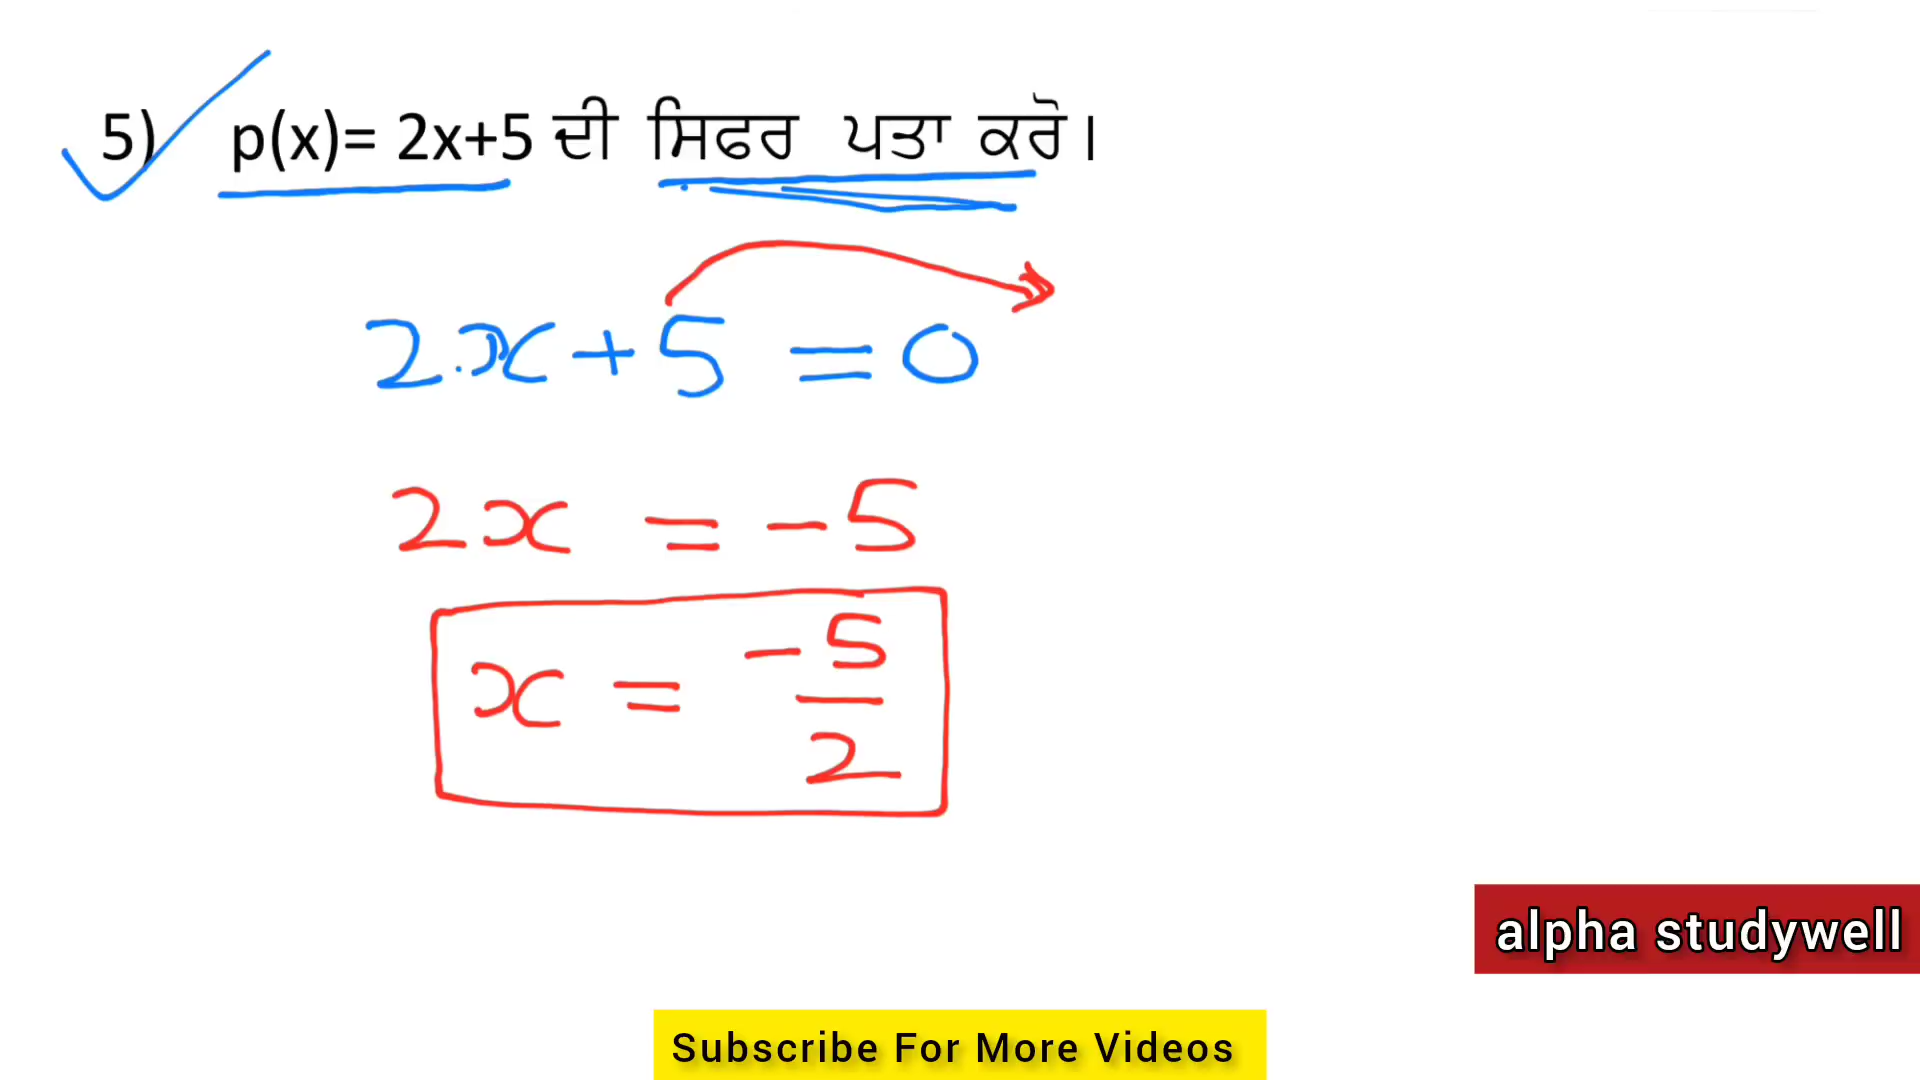 5) p(x)= 2x+5 ਦੀ ਸਿਫਰ ਪਤਾ ਕਰੋ।
2x+5 = 0
2x = -5
x = -5/2
alpha studywell
Subscribe For More Videos